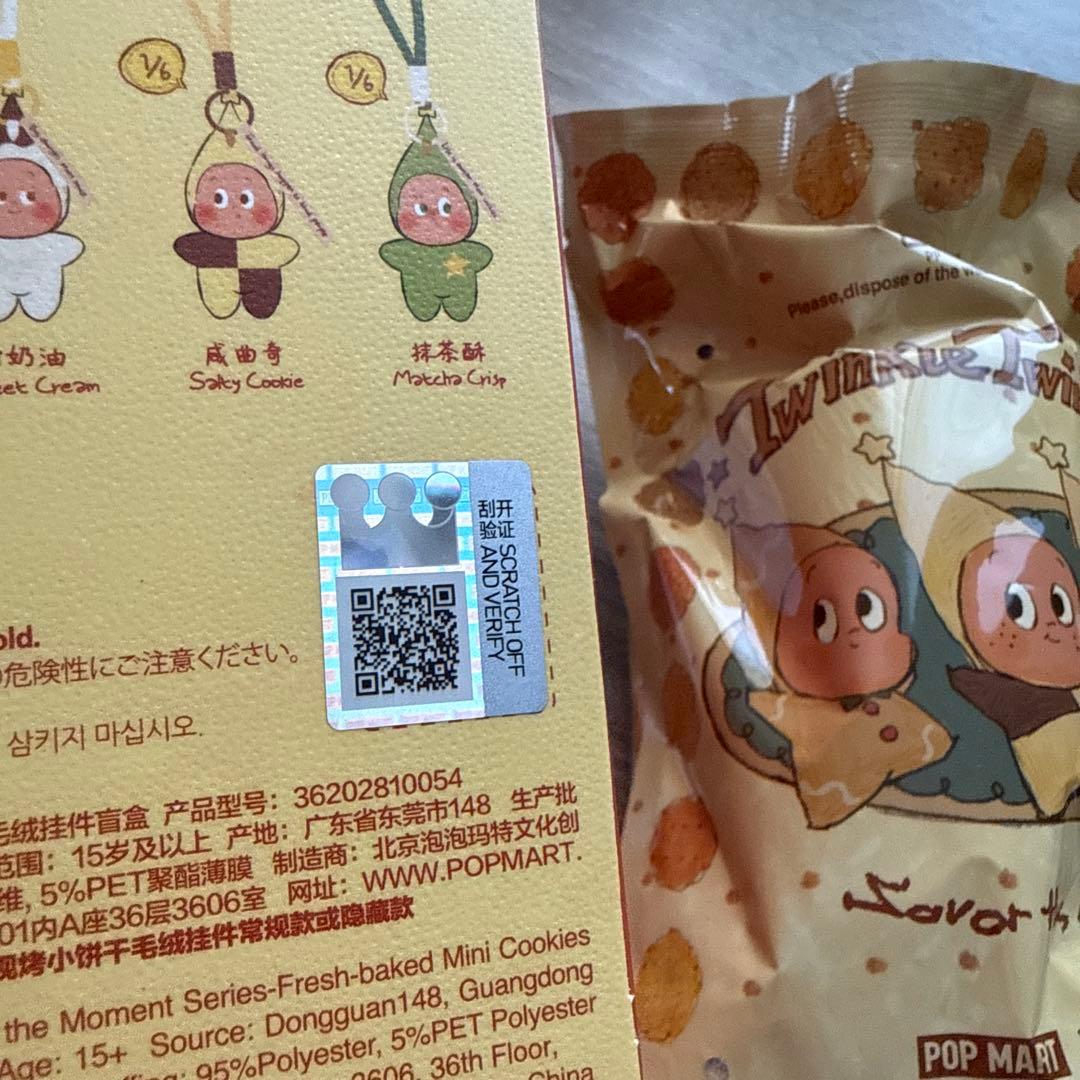 1/6
1/6
奶油
Cream
咸曲奇
Salty Cookie
抹茶酥
Matcha Crisp
刮开
验证
SCRATCH OFF
AND VERIFY
old.
の危険性にご注意ください。
삼키지 마십시오.
毛绒挂件盲盒 产品型号：36202810054
范围：15岁及以上 产地：广东省东莞市148 生产批
维, 5%PET聚酯薄膜 制造商：北京泡泡玛特文化创
01内A座36层3606室 网址：WWW.POPMART.
现烤小饼干毛绒挂件常规款或隐藏款
the Moment Series-Fresh-baked Mini Cookies
Age: 15+ Source: Dongguan148, Guangdong
95%Polyester, 5%PET Polyester
3606, 36th Floor,
China
Please,dispose of the
Twinkle Twin
Savor the
POP MART